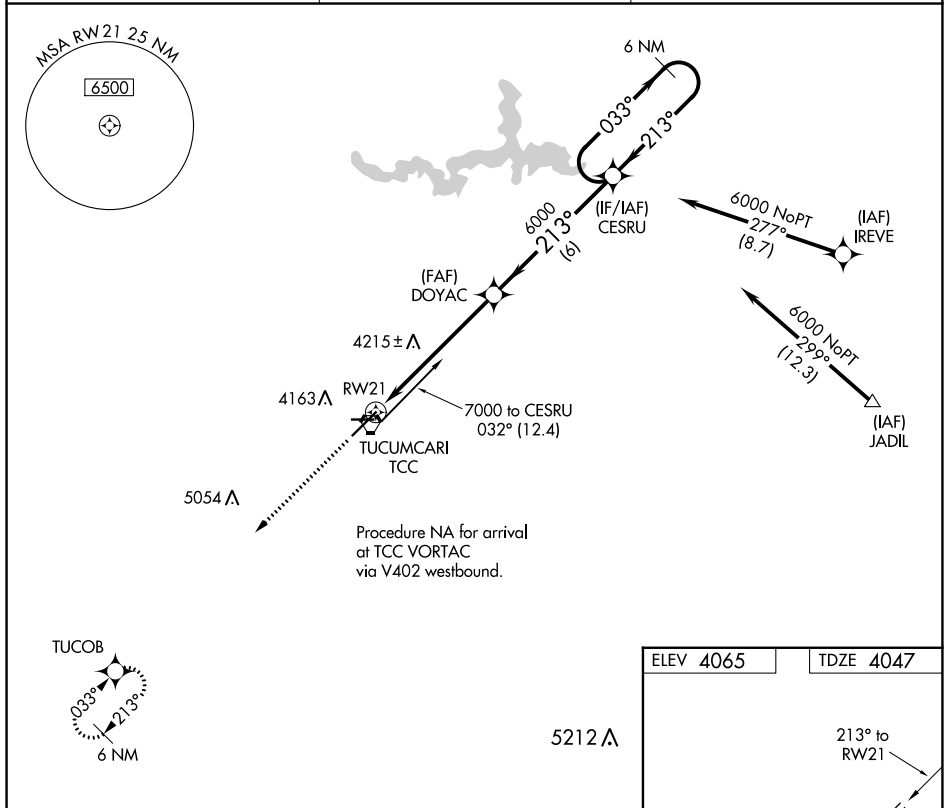 MSA RW21 25 NM
6500
6 NM
033°
213°
(IF/IAF)
CESRU
6000
213°
(6)
6000 NoPT
277°
(8.7)
(IAF)
IREVE
(FAF)
DOYAC
6000 NoPT
299°
(12.3)
(IAF)
JADIL
4215±
4163
RW21
7000 to CESRU
032° (12.4)
TUCUMCARI
TCC
5054
Procedure NA for arrival
at TCC VORTAC
via V402 westbound.
TUCOB
033°
213°
6 NM
5212
ELEV 4065
TDZE 4047
213° to
RW21